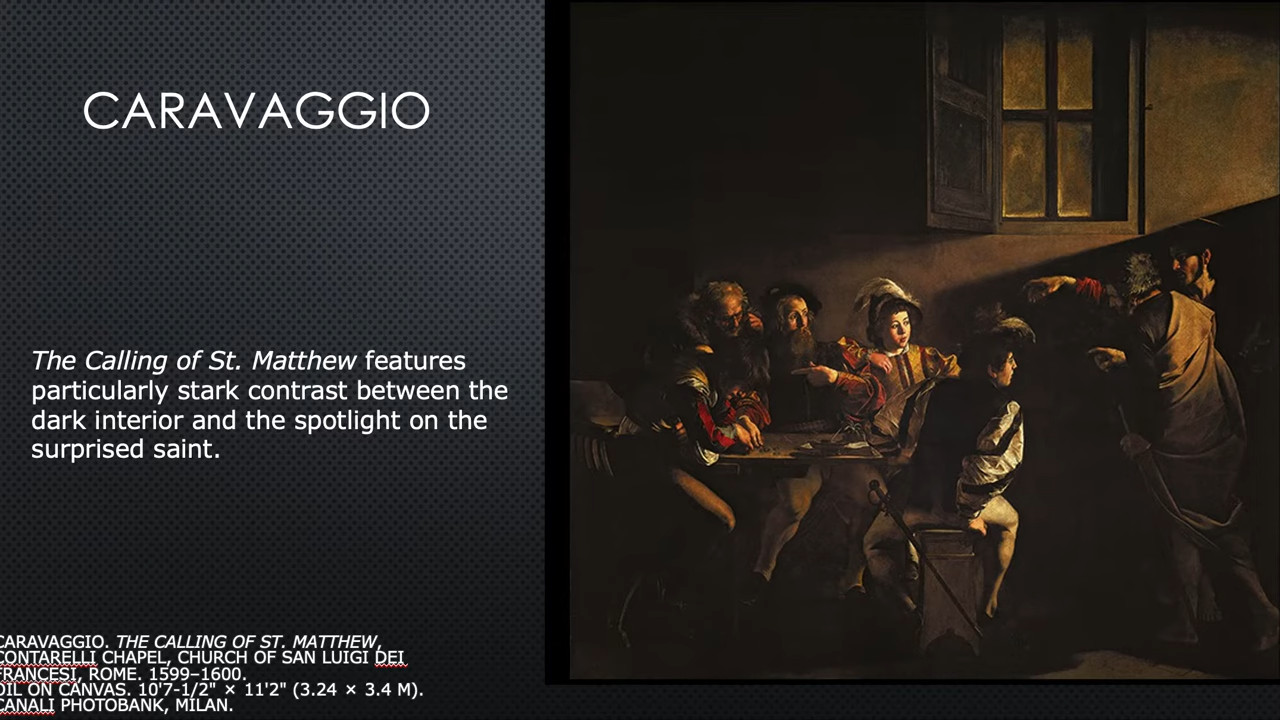 CARAVAGGIO
The Calling of St. Matthew features
particularly stark contrast between the
dark interior and the spotlight on the
surprised saint.
CARAVAGGIO. THE CALLING OF ST. MATTHEW,
CONTARELLI CHAPEL, CHURCH OF SAN LUIGI DEI
FRANCESI, ROME. 1599–1600.
OIL ON CANVAS. 10'7-1/2" × 11'2" (3.24 × 3.4 M).
CANALI PHOTOBANK, MILAN.